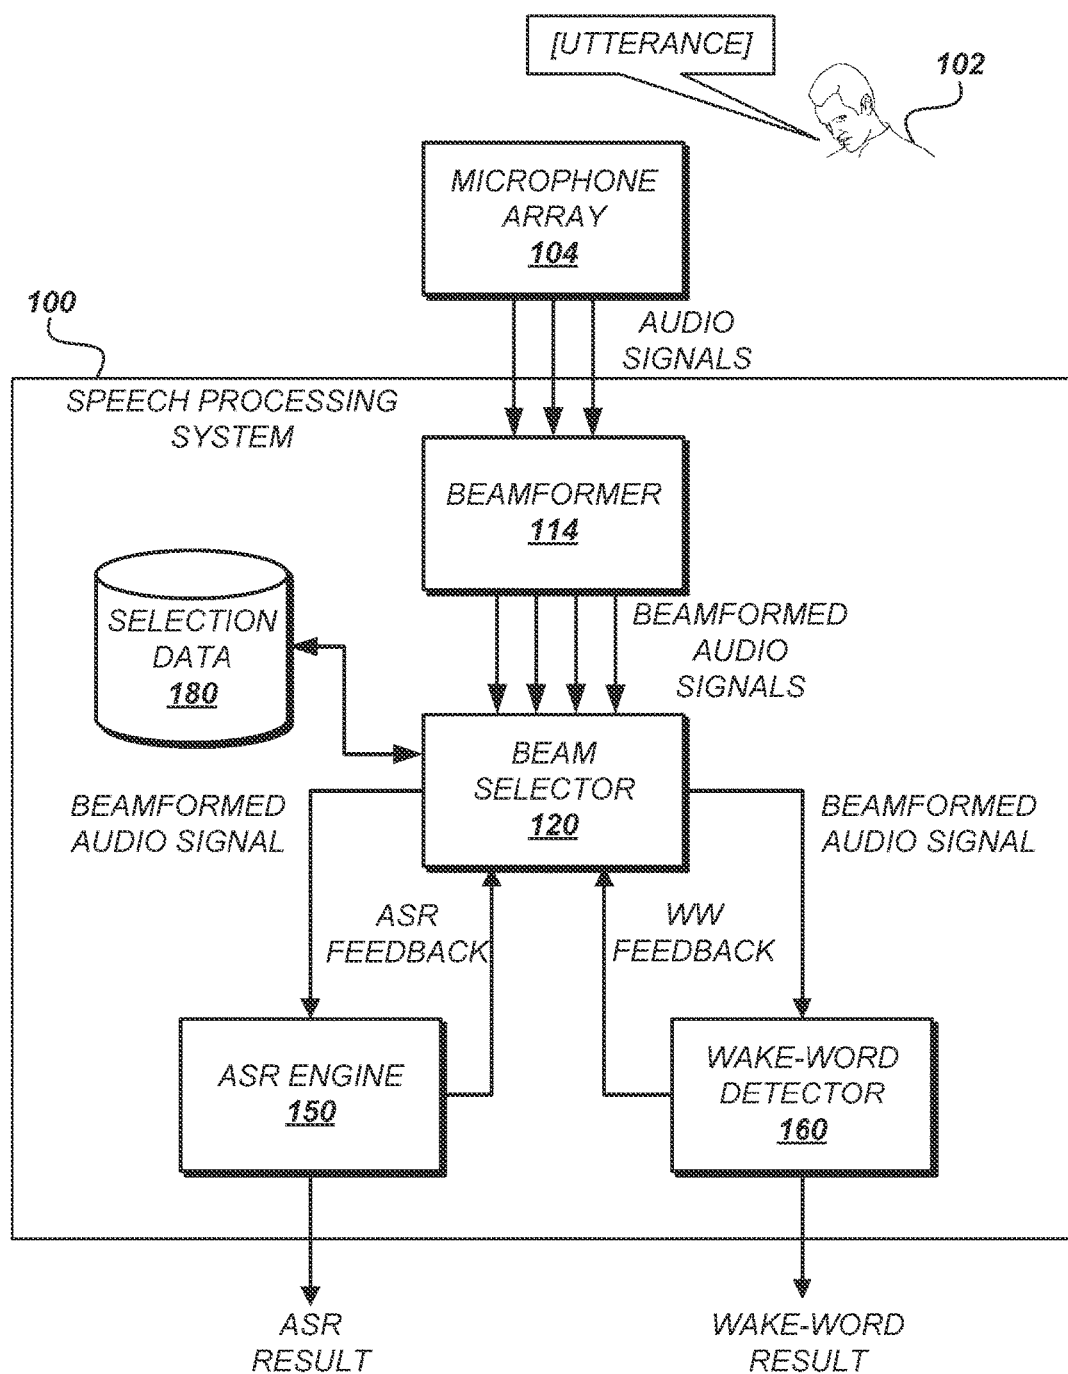 [UTTERANCE]
102
MICROPHONE
ARRAY
104
100
AUDIO
SIGNALS
SPEECH PROCESSING
SYSTEM
BEAMFORMER
114
SELECTION
DATA
180
BEAMFORMED
AUDIO
SIGNALS
BEAM
SELECTOR
120
BEAMFORMED
AUDIO SIGNAL
BEAMFORMED
AUDIO SIGNAL
ASR
FEEDBACK
WW
FEEDBACK
ASR ENGINE
150
WAKE-WORD
DETECTOR
160
ASR
RESULT
WAKE-WORD
RESULT